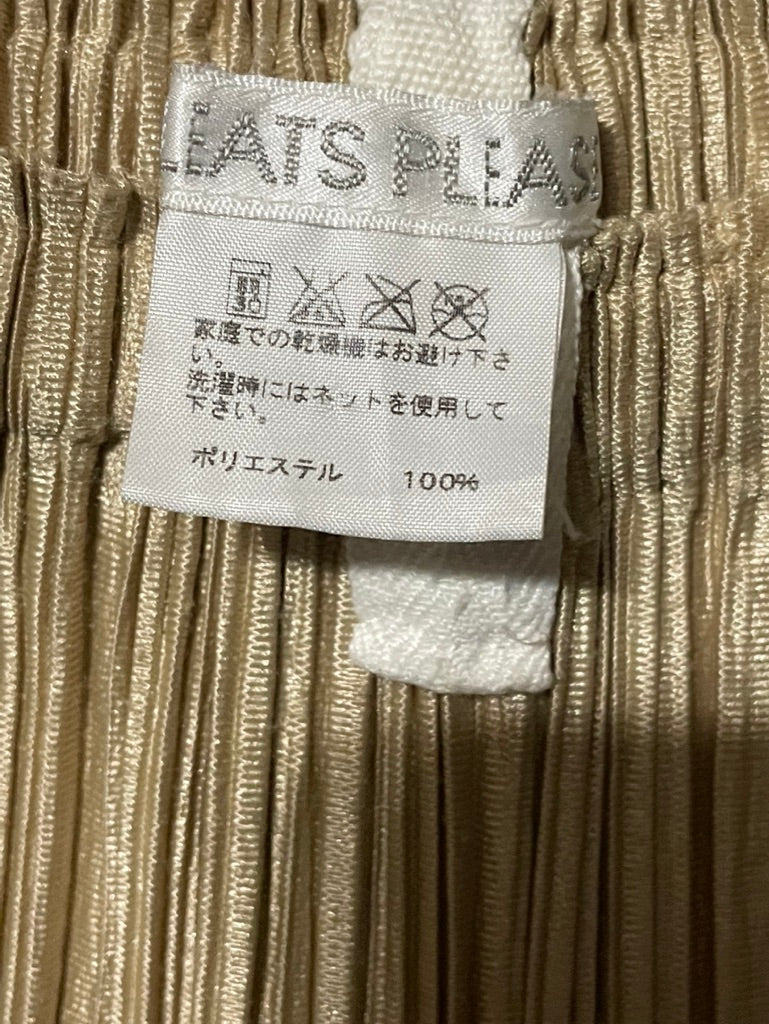 LEATS PLEAS
家庭での乾燥機はお避け下さ
い。
洗濯時にはネットを使用して
下さい。
ポリエステル 100%